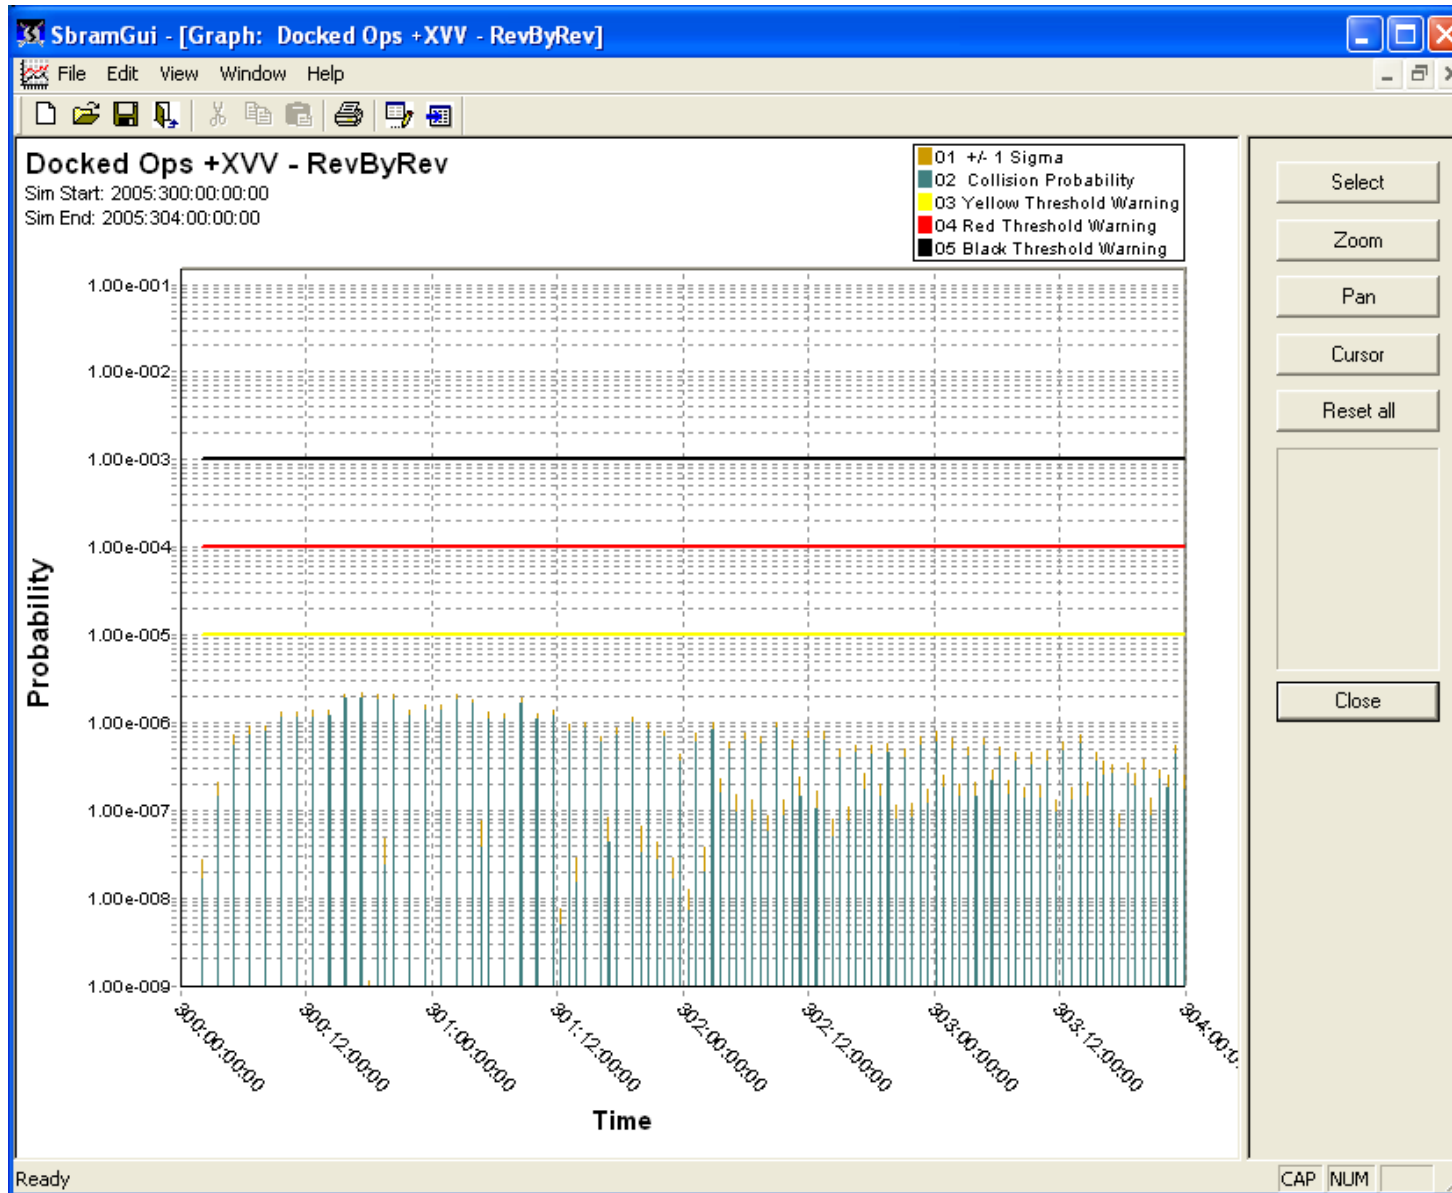 SbramGui - [Graph:  Docked Ops +XVV - RevByRev]
File Edit View Window Help
Docked Ops +XVV - RevByRev
Sim Start: 2005:300:00:00:00
Sim End: 2005:304:00:00:00
01 +/- 1 Sigma
02 Collision Probability
03 Yellow Threshold Warning
04 Red Threshold Warning
05 Black Threshold Warning
Select
Zoom
Pan
Cursor
Reset all
Close
Probability
1.00e-001
1.00e-002
1.00e-003
1.00e-004
1.00e-005
1.00e-006
1.00e-007
1.00e-008
1.00e-009
300:00:00:00
300:12:00:00
301:00:00:00
301:12:00:00
302:00:00:00
302:12:00:00
303:00:00:00
303:12:00:00
304:00:0
Time
Ready
CAP NUM